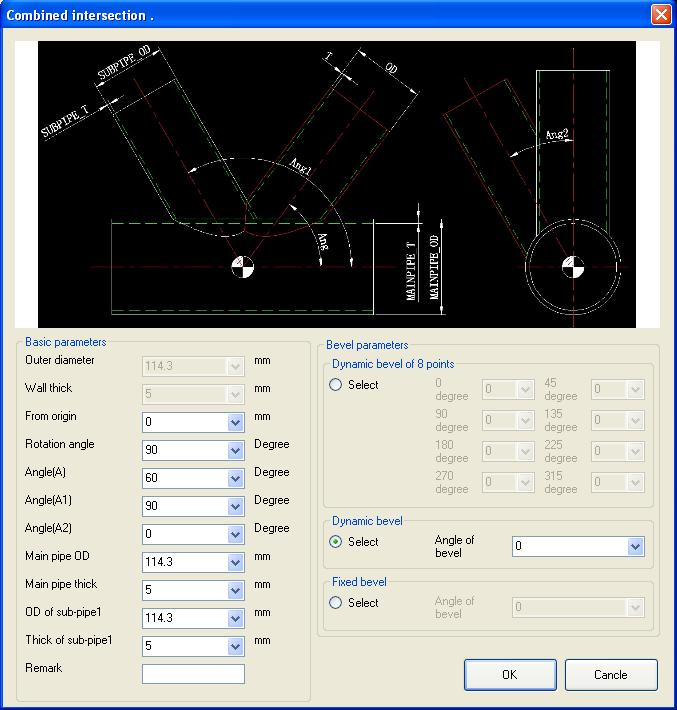 Combined intersection .
SUBPIPE_OD
SUBPIPE_T
T
OD
Ang1
Ang
MAINPIPE_T
MAINPIPE_OD
Ang2
Basic parameters
Outer diameter 114.3 mm
Wall thick 5 mm
From origin 0 mm
Rotation angle 90 Degree
Angle(A) 60 Degree
Angle(A1) 90 Degree
Angle(A2) 0 Degree
Main pipe OD 114.3 mm
Main pipe thick 5 mm
OD of sub-pipe1 114.3 mm
Thick of sub-pipe1 5 mm
Remark
Bevel parameters
Dynamic bevel of 8 points
Select
0 degree 0 45 degree 0
90 degree 0 135 degree 0
180 degree 0 225 degree 0
270 degree 0 315 degree 0
Dynamic bevel
Select Angle of bevel 0
Fixed bevel
Select Angle of bevel 0
OK Cancle